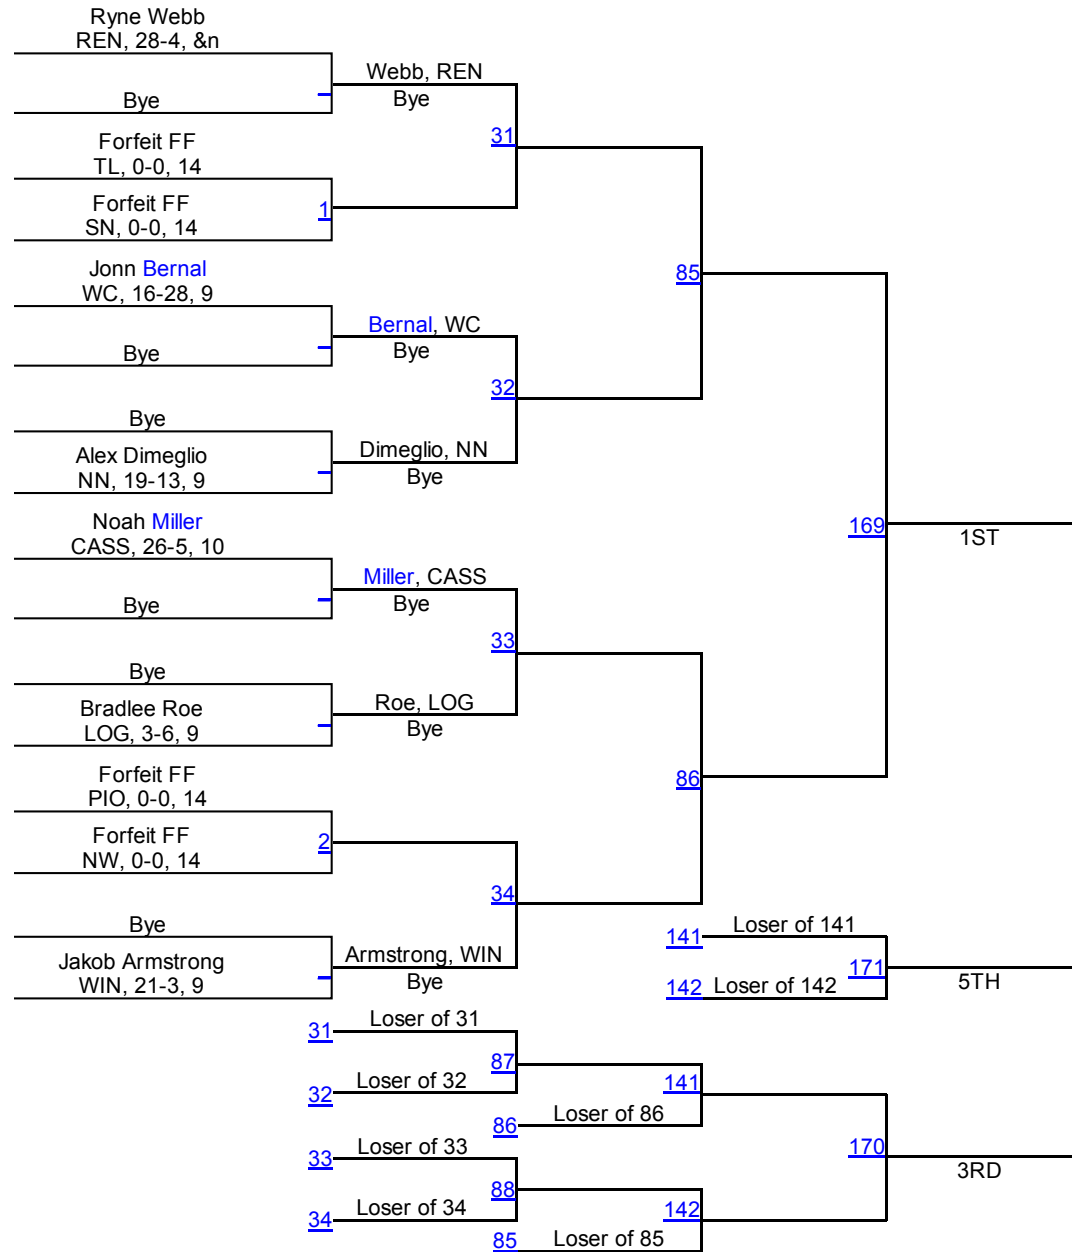 Ryne Webb
REN, 28-4, &n
Webb, REN
Bye
Bye
Forfeit FF
TL, 0-0, 14
31
Forfeit FF
SN, 0-0, 14
1
Jonn Bernal
WC, 16-28, 9
85
Bernal, WC
Bye
Bye
32
Bye
Alex Dimeglio
NN, 19-13, 9
Dimeglio, NN
Bye
Noah Miller
CASS, 26-5, 10
169
1ST
Miller, CASS
Bye
Bye
33
Bye
Bradlee Roe
LOG, 3-6, 9
Roe, LOG
Bye
Forfeit FF
PIO, 0-0, 14
86
Forfeit FF
NW, 0-0, 14
2
34
Bye
Jakob Armstrong
WIN, 21-3, 9
Armstrong, WIN
Bye
141 Loser of 141
171
5TH
142 Loser of 142
31 Loser of 31
87
32 Loser of 32
141
86 Loser of 86
33 Loser of 33
170
3RD
88
34 Loser of 34
142
85 Loser of 85